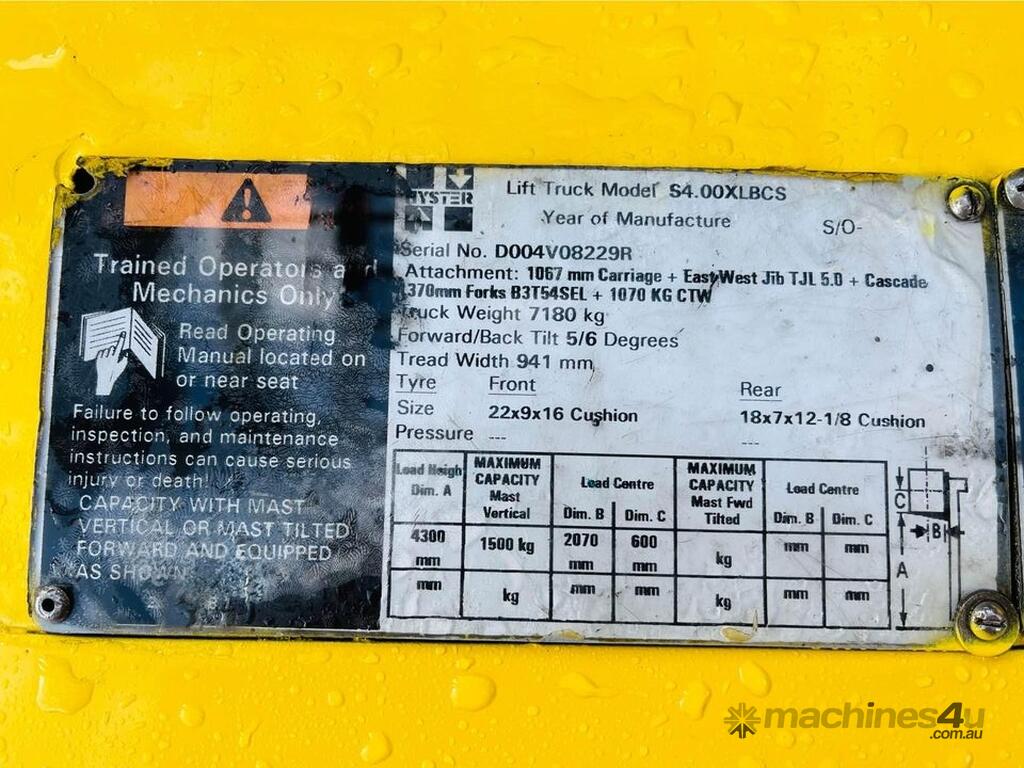 HYSTER
Lift Truck Model S4.00XLBCS
Year of Manufacture S/O-
Serial No. D004V08229R
Attachment: 1067 mm Carriage + East West Jib TJL 5.0 + Cascade
1370mm Forks B3T54SEL + 1070 KG CTW
Truck Weight 7180 kg
Forward/Back Tilt 5/6 Degrees
Tread Width 941 mm
Tyre Front Rear
Size 22x9x16 Cushion 18x7x12-1/8 Cushion
Pressure --- ---
Trained Operators and
Mechanics Only
Read Operating
Manual located on
or near seat
Failure to follow operating,
inspection, and maintenance
instructions can cause serious
injury or death!
CAPACITY WITH MAST
VERTICAL OR MAST TILTED
FORWARD AND EQUIPPED
AS SHOWN
Load Heigh
Dim. A
MAXIMUM
CAPACITY
Mast
Vertical
Load Centre
Dim. B Dim. C
MAXIMUM
CAPACITY
Mast Fwd
Tilted
Load Centre
Dim. B Dim. C
4300 mm 1500 kg 2070 mm 600 mm kg mm mm
mm kg mm mm kg mm mm
C
B
A
machines4u
.com.au